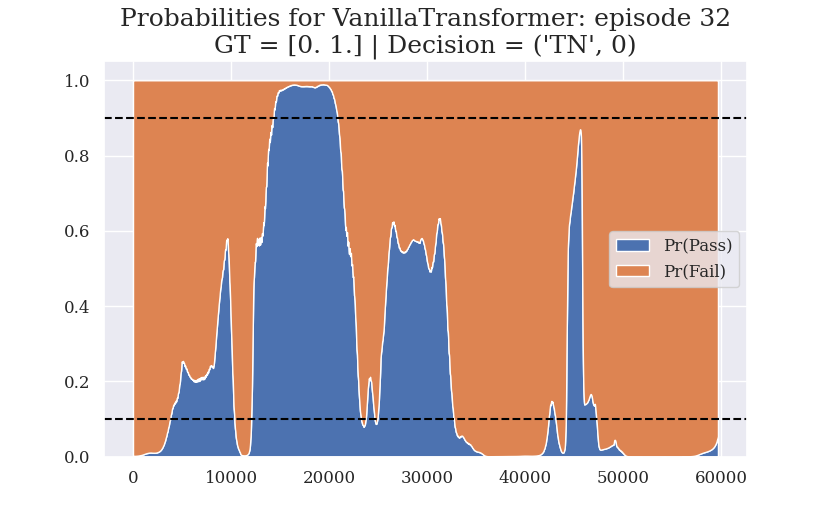 Probabilities for VanillaTransformer: episode 32
GT = [0. 1.] | Decision = ('TN', 0)
1.0
0.8
0.6
0.4
0.2
0.0
Pr(Pass)
Pr(Fail)
0 10000 20000 30000 40000 50000 60000